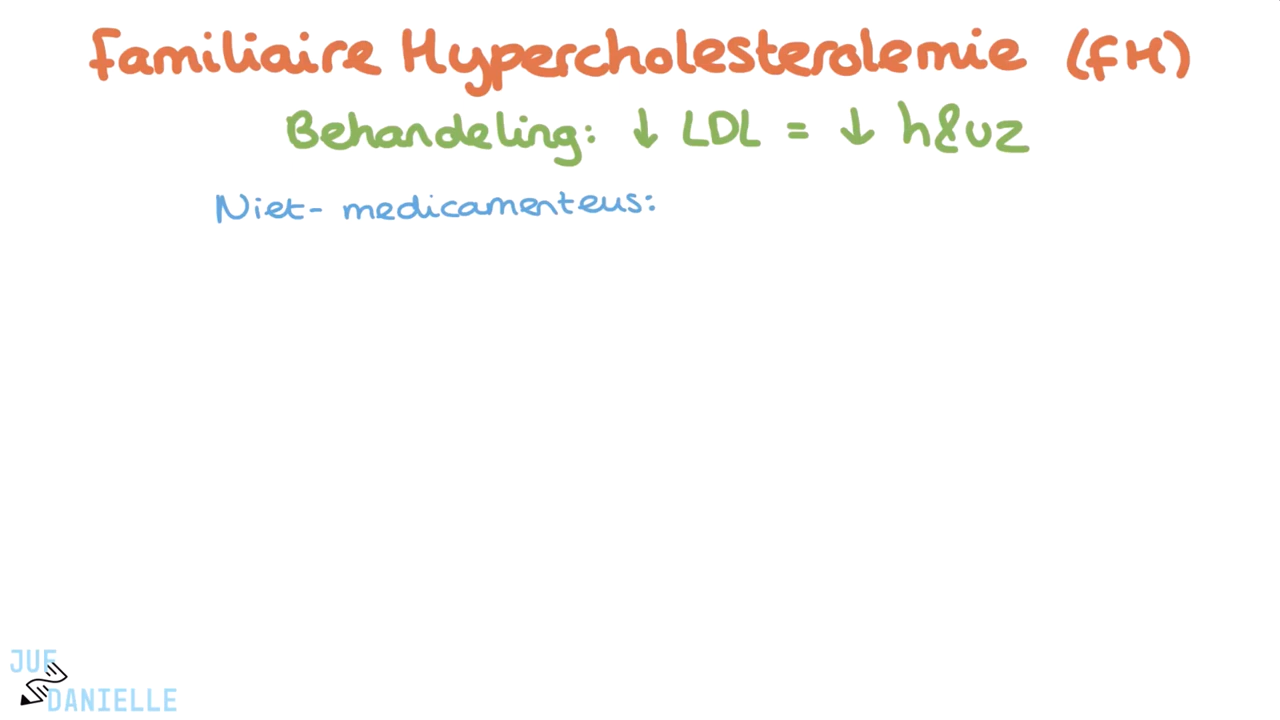 Familiaire Hypercholesterolemie (FH)
Behandeling: ↓ LDL = ↓ h&vz
Niet- medicamenteus:
JUF
DANIELLE